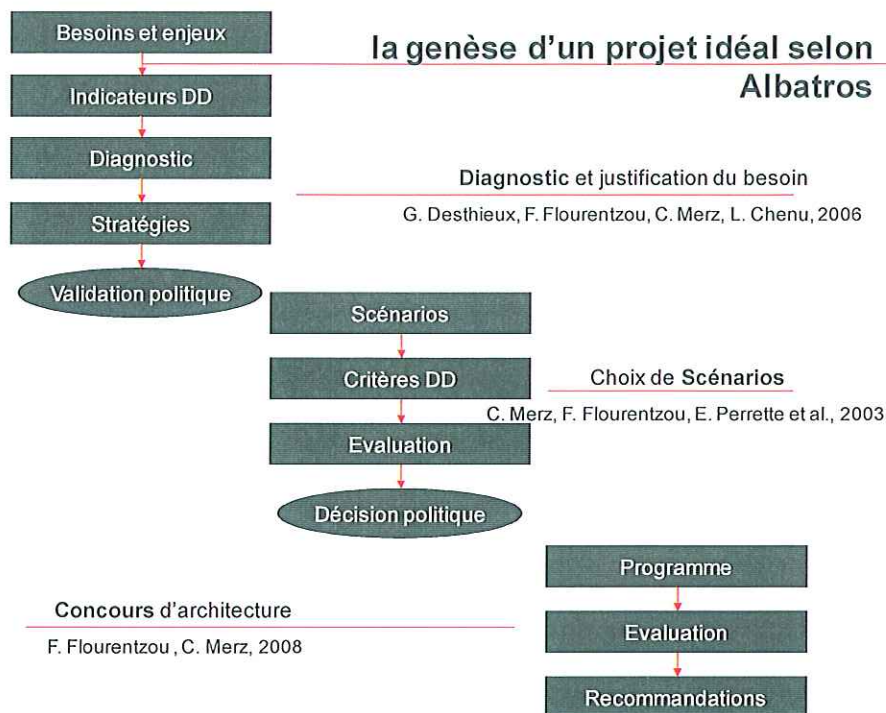 Besoins et enjeux
la genèse d'un projet idéal selon
Albatros
Indicateurs DD
Diagnostic
Diagnostic et justification du besoin
G. Desthieux, F. Flourentzou, C. Merz, L. Chenu, 2006
Stratégies
Validation politique
Scénarios
Critères DD
Choix de Scénarios
C. Merz, F. Flourentzou, E. Perrette et al., 2003
Evaluation
Décision politique
Programme
Concours d'architecture
F. Flourentzou , C. Merz, 2008
Evaluation
Recommandations